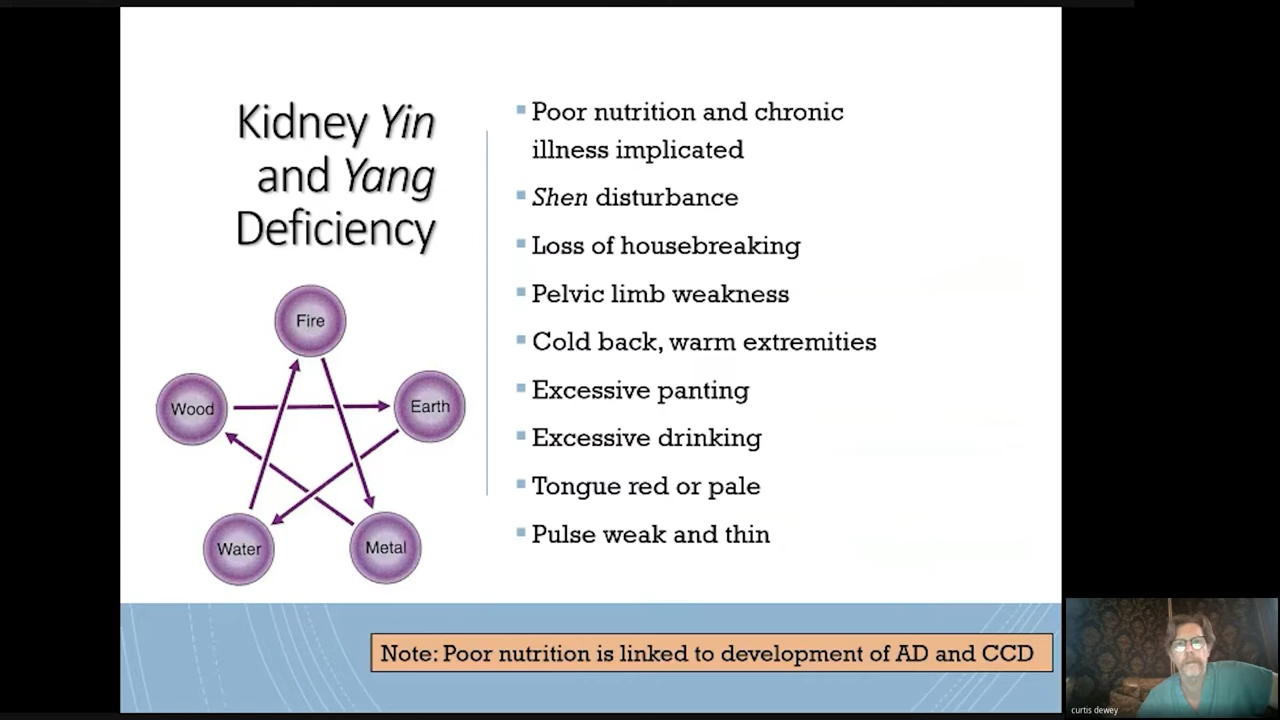 Kidney Yin
and Yang
Deficiency
Fire
Wood
Earth
Water
Metal
Poor nutrition and chronic
illness implicated
Shen disturbance
Loss of housebreaking
Pelvic limb weakness
Cold back, warm extremities
Excessive panting
Excessive drinking
Tongue red or pale
Pulse weak and thin
Note: Poor nutrition is linked to development of AD and CCD
curtis dewey